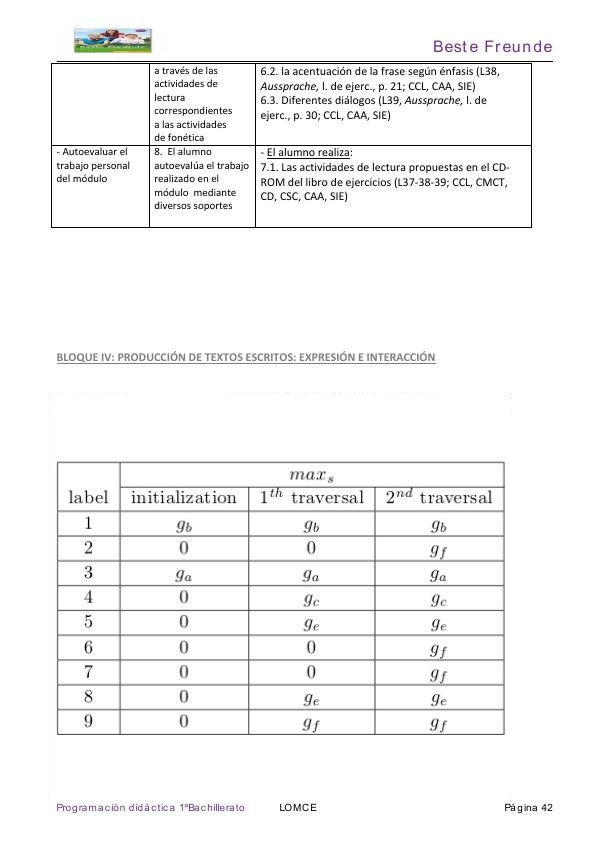 Beste Freunde
a través de las
actividades de
lectura
correspondientes
a las actividades
de fonética
6.2. la acentuación de la frase según énfasis (L38,
Aussprache, l. de ejerc., p. 21; CCL, CAA, SIE)
6.3. Diferentes diálogos (L39, Aussprache, l. de
ejerc., p. 30; CCL, CAA, SIE)
- Autoevaluar el
trabajo personal
del módulo
8. El alumno
autoevalúa el trabajo
realizado en el
módulo mediante
diversos soportes
- El alumno realiza:
7.1. Las actividades de lectura propuestas en el CD-
ROM del libro de ejercicios (L37-38-39; CCL, CMCT,
CD, CSC, CAA, SIE)
BLOQUE IV: PRODUCCIÓN DE TEXTOS ESCRITOS: EXPRESIÓN E INTERACCIÓN
max_s
label initialization 1^th traversal 2^nd traversal
1 g_b g_b g_b
2 0 0 g_f
3 g_a g_a g_a
4 0 g_c g_c
5 0 g_e g_e
6 0 0 g_f
7 0 0 g_f
8 0 g_e g_e
9 0 g_f g_f
Programación didáctica 1ºBachillerato LOMCE Página 42